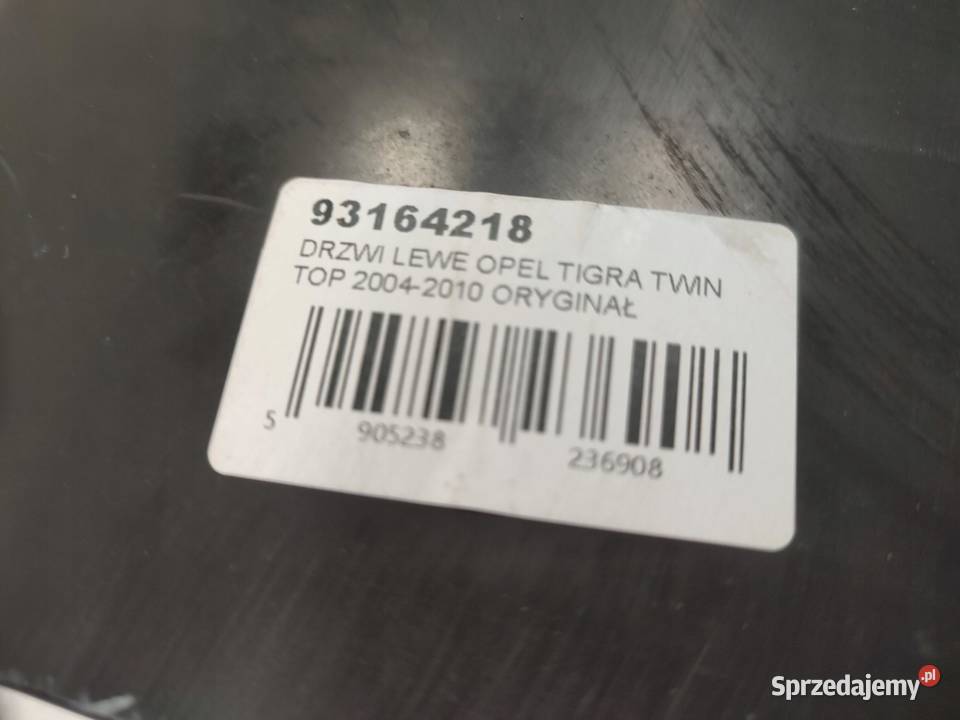 93164218
DRZWI LEWE OPEL TIGRA TWIN
TOP 2004-2010 ORYGINAŁ
5 905238 236908
Sprzedajemy.pl